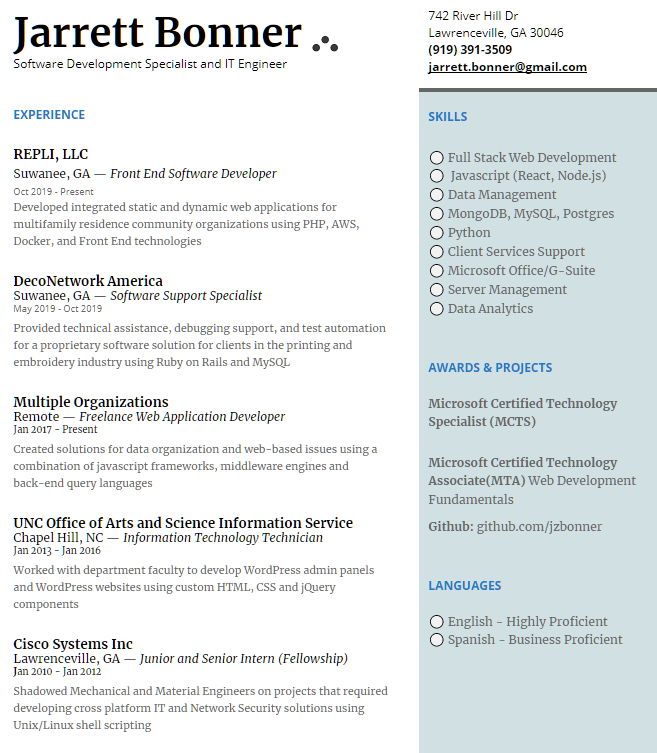 Jarrett Bonner
Software Development Specialist and IT Engineer
742 River Hill Dr
Lawrenceville, GA 30046
(919) 391-3509
jarrett.bonner@gmail.com
EXPERIENCE
REPLI, LLC
Suwanee, GA — Front End Software Developer
Oct 2019 - Present
Developed integrated static and dynamic web applications for
multifamily residence community organizations using PHP, AWS,
Docker, and Front End technologies
DecoNetwork America
Suwanee, GA — Software Support Specialist
May 2019 - Oct 2019
Provided technical assistance, debugging support, and test automation
for a proprietary software solution for clients in the printing and
embroidery industry using Ruby on Rails and MySQL
Multiple Organizations
Remote — Freelance Web Application Developer
Jan 2017 - Present
Created solutions for data organization and web-based issues using a
combination of javascript frameworks, middleware engines and
back-end query languages
UNC Office of Arts and Science Information Service
Chapel Hill, NC — Information Technology Technician
Jan 2013 - Jan 2016
Worked with department faculty to develop WordPress admin panels
and WordPress websites using custom HTML, CSS and jQuery
components
Cisco Systems Inc
Lawrenceville, GA — Junior and Senior Intern (Fellowship)
Jan 2010 - Jan 2012
Shadowed Mechanical and Material Engineers on projects that required
developing cross platform IT and Network Security solutions using
Unix/Linux shell scripting
SKILLS
Full Stack Web Development
Javascript (React, Node.js)
Data Management
MongoDB, MySQL, Postgres
Python
Client Services Support
Microsoft Office/G-Suite
Server Management
Data Analytics
AWARDS & PROJECTS
Microsoft Certified Technology
Specialist (MCTS)
Microsoft Certified Technology
Associate(MTA) Web Development
Fundamentals
Github: github.com/jzbonner
LANGUAGES
English - Highly Proficient
Spanish - Business Proficient